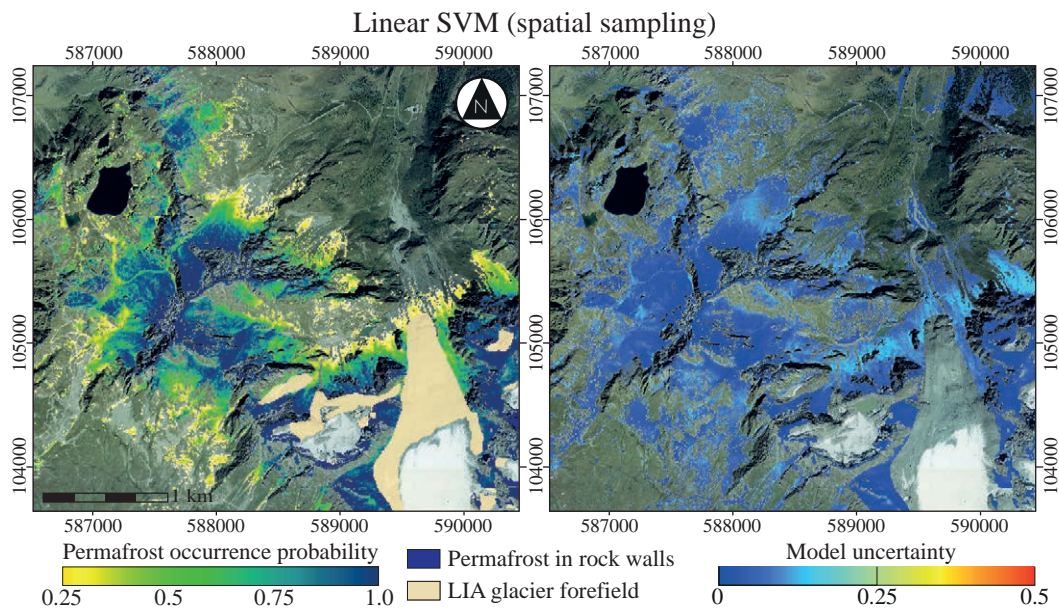 Linear SVM (spatial sampling)
587000 588000 589000 590000 587000 588000 589000 590000
107000 107000
106000 106000
105000 105000
104000 104000
N
1 km
587000 588000 589000 590000 587000 588000 589000 590000
Permafrost occurrence probability
0.25 0.5 0.75 1.0
Permafrost in rock walls
LIA glacier forefield
Model uncertainty
0 0.25 0.5